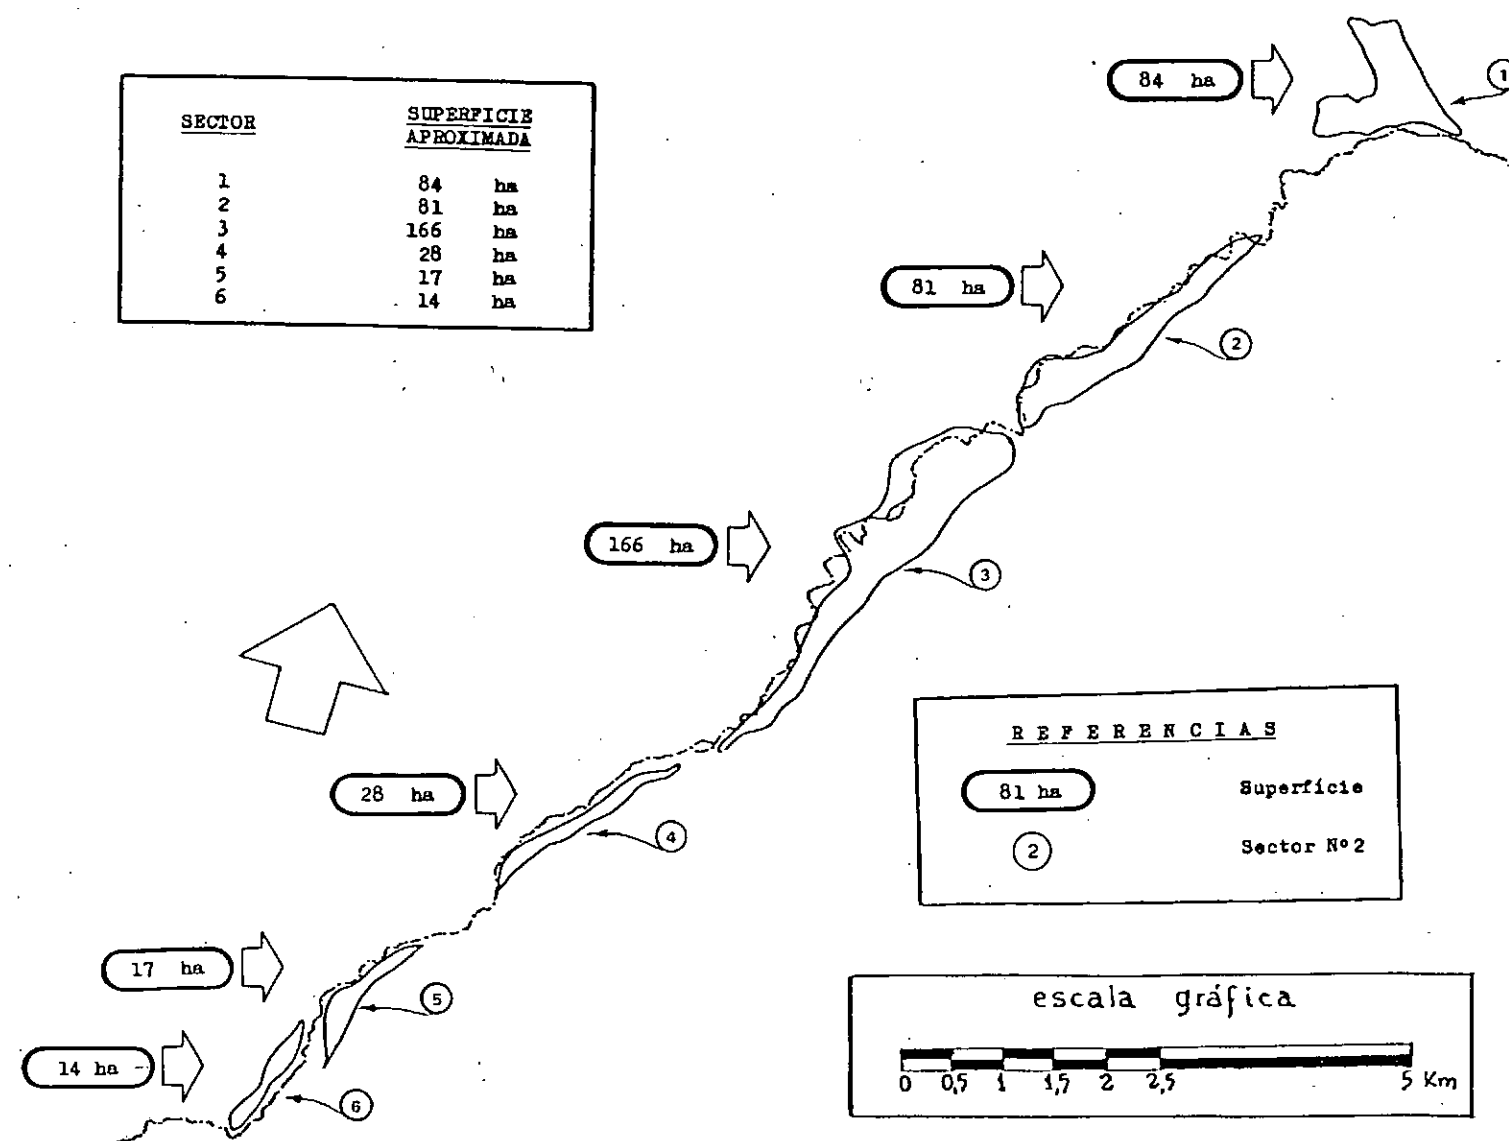 SECTOR SUPERFICIE
APROXIMADA
1 84 ha
2 81 ha
3 166 ha
4 28 ha
5 17 ha
6 14 ha
84 ha
1
81 ha
2
166 ha
3
28 ha
4
17 ha
5
14 ha
6
REFERENCIAS
81 ha Superfície
2 Sector Nº 2
escala gráfica
0 0,5 1 1,5 2 2,5 5 Km